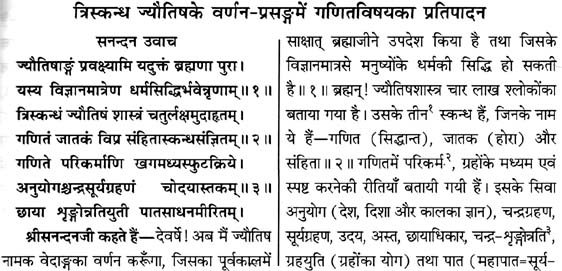 त्रिस्कन्ध ज्यौतिषके वर्णन-प्रसङ्गमें गणितविषयका प्रतिपादन
सनन्दन उवाच
ज्यौतिषाङ्गं प्रवक्ष्यामि यदुक्तं ब्रह्मणा पुरा।
यस्य विज्ञानमात्रेण धर्मसिद्धिर्भवेन्नृणाम्॥१॥
त्रिस्कन्धं ज्यौतिषं शास्त्रं चतुर्लक्षमुदाहृतम्।
गणितं जातकं विप्र संहितास्कन्धसंज्ञितम्॥२॥
गणिते परिकर्माणि खगमध्यस्फुटक्रिये।
अनुयोगश्चन्द्रसूर्यग्रहणं चोदयास्तकम्॥३॥
छाया शृङ्गोन्नतियुती पातसाधनमीरितम्।
श्रीसनन्दनजी कहते हैं—देवर्षे! अब मैं ज्यौतिष
नामक वेदाङ्गका वर्णन करूँगा, जिसका पूर्वकालमें
साक्षात् ब्रह्माजीने उपदेश किया है तथा जिसके
विज्ञानमात्रसे मनुष्योंके धर्मकी सिद्धि हो सकती
है॥१॥ ब्रह्मन्! ज्यौतिषशास्त्र चार लाख श्लोकोंका
बताया गया है। उसके तीन१ स्कन्ध हैं, जिनके नाम
ये हैं—गणित (सिद्धान्त), जातक (होरा) और
संहिता॥२॥ गणितमें परिकर्म२, ग्रहोंके मध्यम एवं
स्पष्ट करनेकी रीतियाँ बतायी गयी हैं। इसके सिवा
अनुयोग (देश, दिशा और कालका ज्ञान), चन्द्रग्रहण,
सूर्यग्रहण, उदय, अस्त, छायाधिकार, चन्द्र-शृङ्गोन्नति३,
ग्रहयुति (ग्रहोंका योग) तथा पात (महापात=सूर्य-